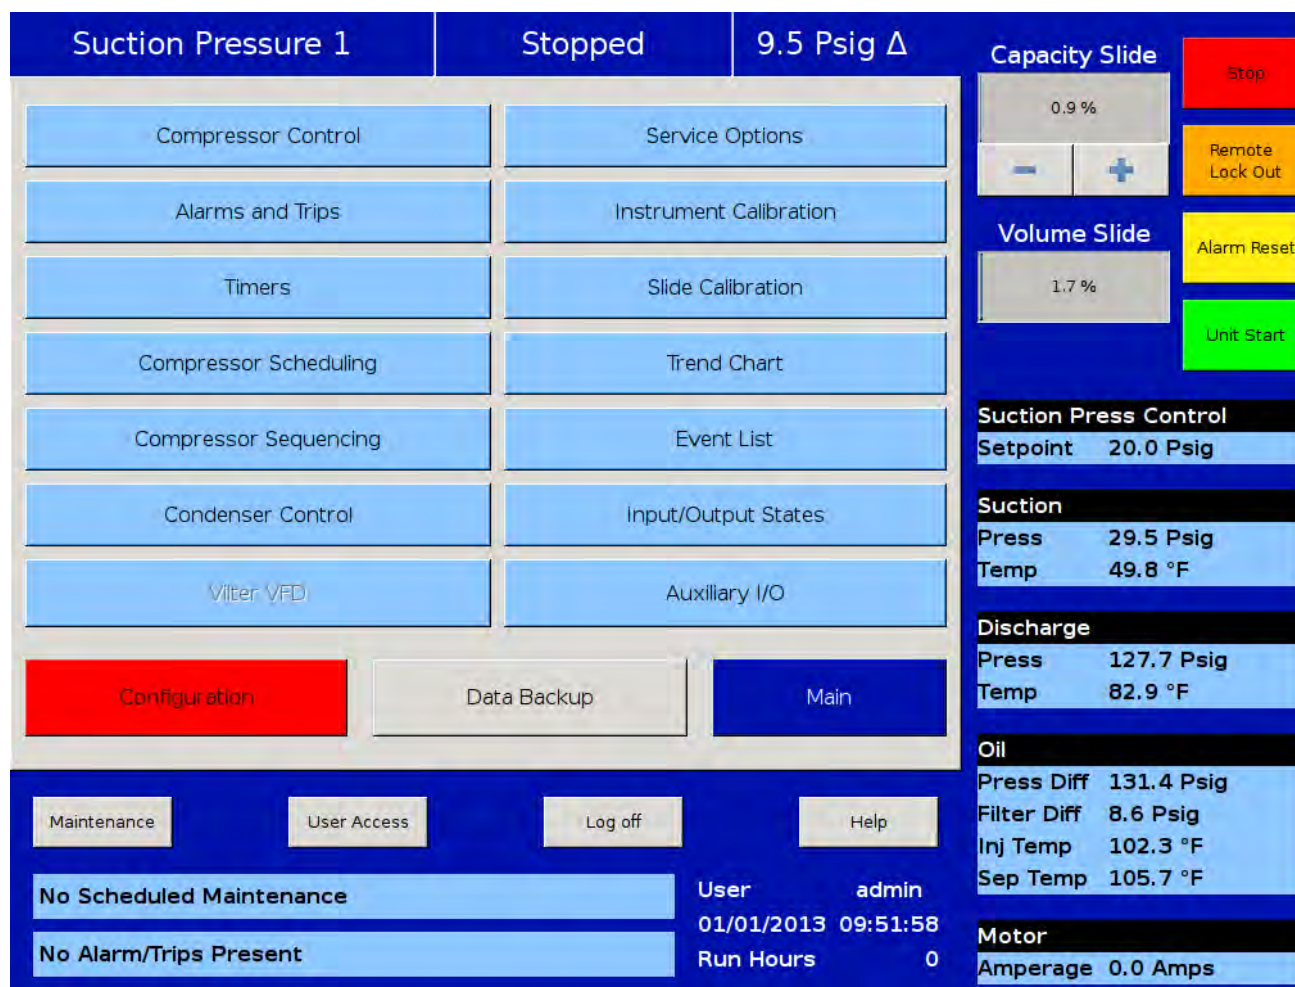 Suction Pressure 1 Stopped 9.5 Psig Δ
Compressor Control Service Options
Alarms and Trips Instrument Calibration
Timers Slide Calibration
Compressor Scheduling Trend Chart
Compressor Sequencing Event List
Condenser Control Input/Output States
Vilter VFD Auxiliary I/O
Configuration Data Backup Main
Maintenance User Access Log off Help
No Scheduled Maintenance
No Alarm/Trips Present
User admin
01/01/2013 09:51:58
Run Hours 0
Capacity Slide
0.9 %
− +
Volume Slide
1.7 %
Stop
Remote
Lock Out
Alarm Reset
Unit Start
Suction Press Control
Setpoint 20.0 Psig
Suction
Press 29.5 Psig
Temp 49.8 °F
Discharge
Press 127.7 Psig
Temp 82.9 °F
Oil
Press Diff 131.4 Psig
Filter Diff 8.6 Psig
Inj Temp 102.3 °F
Sep Temp 105.7 °F
Motor
Amperage 0.0 Amps